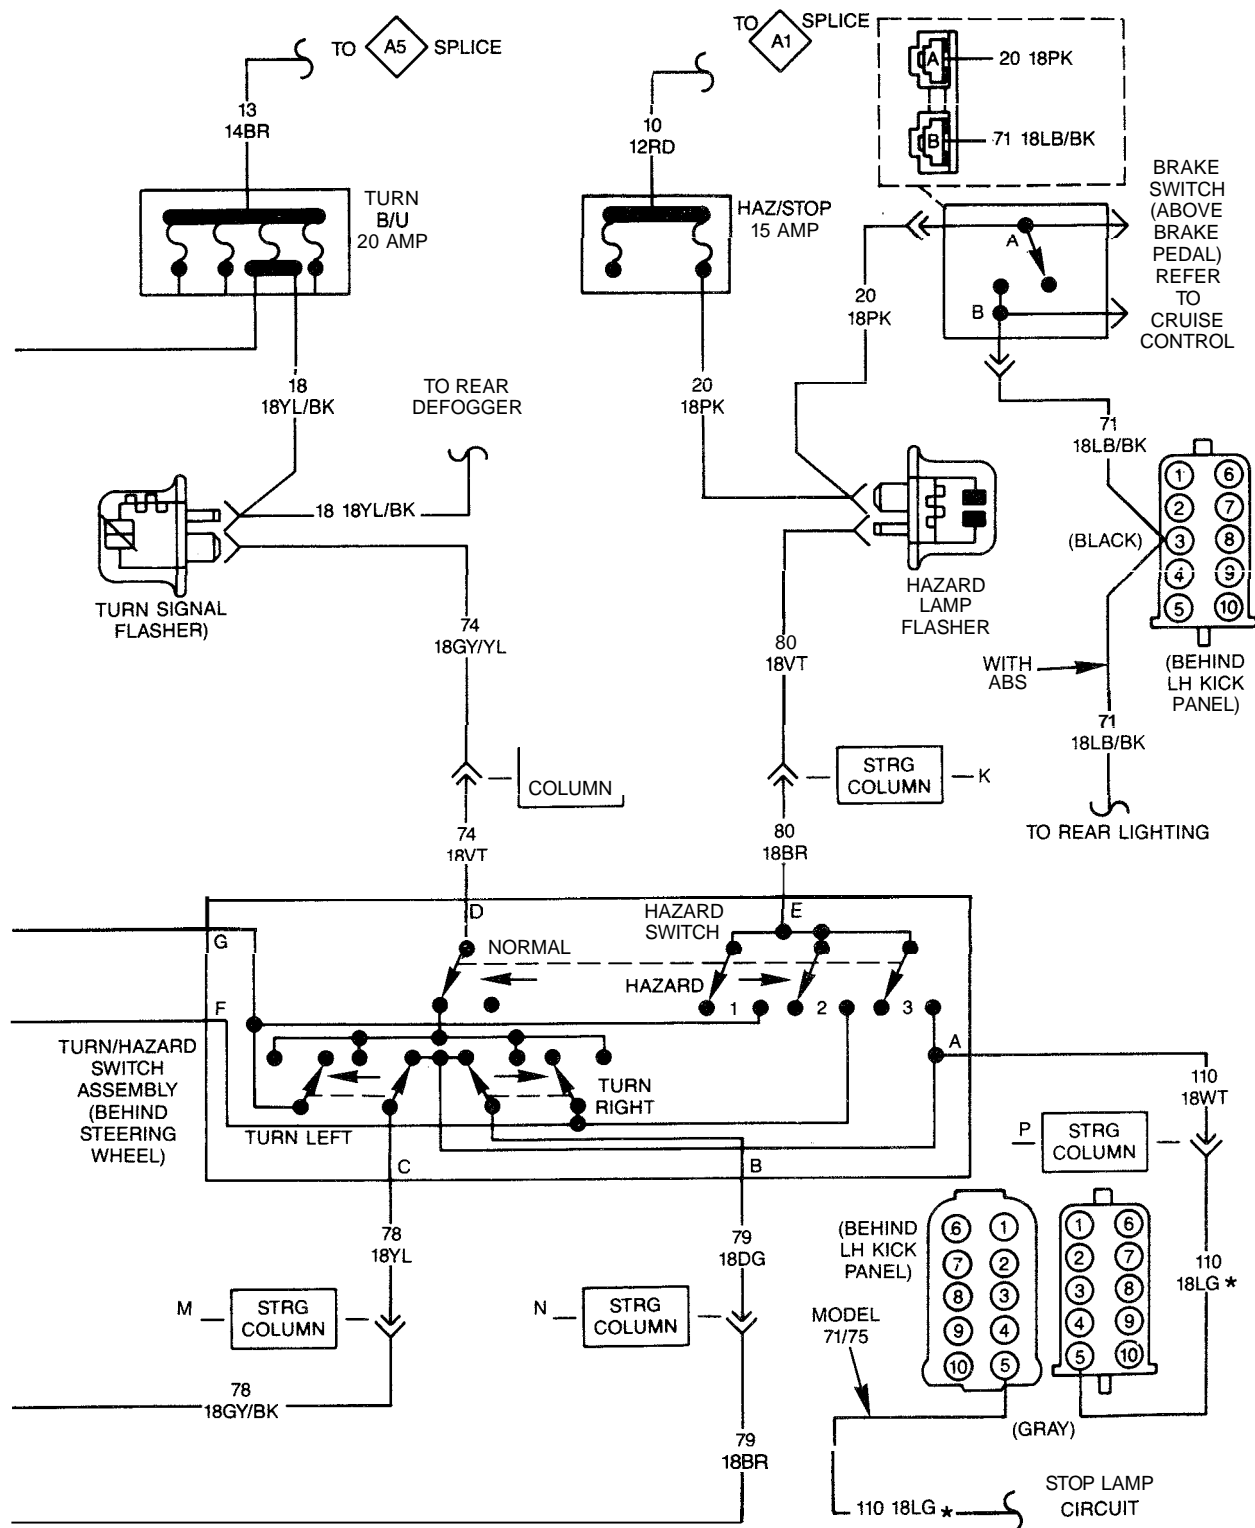 TO A5 SPLICE
TO A1 SPLICE
A 20 18PK
B 71 18LB/BK
13
14BR
10
12RD
TURN
B/U
20 AMP
HAZ/STOP
15 AMP
BRAKE
SWITCH
(ABOVE
BRAKE
PEDAL)
REFER
TO
CRUISE
CONTROL
A
B
20
18PK
18
18YL/BK
TO REAR
DEFOGGER
20
18PK
71
18LB/BK
18 18YL/BK
(BLACK)
1 6
2 7
3 8
4 9
5 10
TURN SIGNAL
FLASHER)
HAZARD
LAMP
FLASHER
74
18GY/YL
80
18VT
WITH
ABS
(BEHIND
LH KICK
PANEL)
71
18LB/BK
COLUMN
STRG
COLUMN
K
74
18VT
80
18BR
TO REAR LIGHTING
D
HAZARD
SWITCH
E
G
NORMAL
HAZARD
1 2 3
F
A
TURN/HAZARD
SWITCH
ASSEMBLY
(BEHIND
STEERING
WHEEL)
TURN
RIGHT
TURN LEFT
C
B
110
18WT
P
STRG
COLUMN
78
18YL
79
18DG
(BEHIND
LH KICK
PANEL)
6 1
7 2
8 3
9 4
10 5
1 6
2 7
3 8
4 9
5 10
110
18LG *
M
STRG
COLUMN
N
STRG
COLUMN
MODEL
71/75
78
18GY/BK
(GRAY)
79
18BR
110 18LG *
STOP LAMP
CIRCUIT